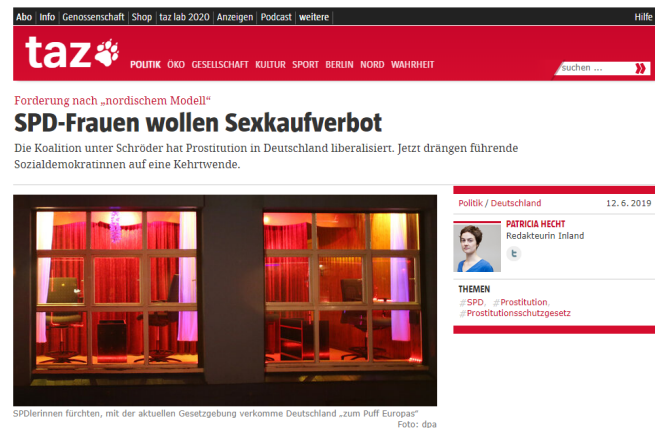 Abo Info Genossenschaft Shop taz lab 2020 Anzeigen Podcast weitere Hilfe
taz
POLITIK ÖKO GESELLSCHAFT KULTUR SPORT BERLIN NORD WAHRHEIT
suchen ...
Forderung nach „nordischem Modell“
SPD-Frauen wollen Sexkaufverbot
Die Koalition unter Schröder hat Prostitution in Deutschland liberalisiert. Jetzt drängen führende
Sozialdemokratinnen auf eine Kehrtwende.
Politik / Deutschland 12. 6. 2019
PATRICIA HECHT
Redakteurin Inland
THEMEN
#SPD, #Prostitution,
#Prostitutionsschutzgesetz
SPDlerinnen fürchten, mit der aktuellen Gesetzgebung verkomme Deutschland „zum Puff Europas“
Foto: dpa